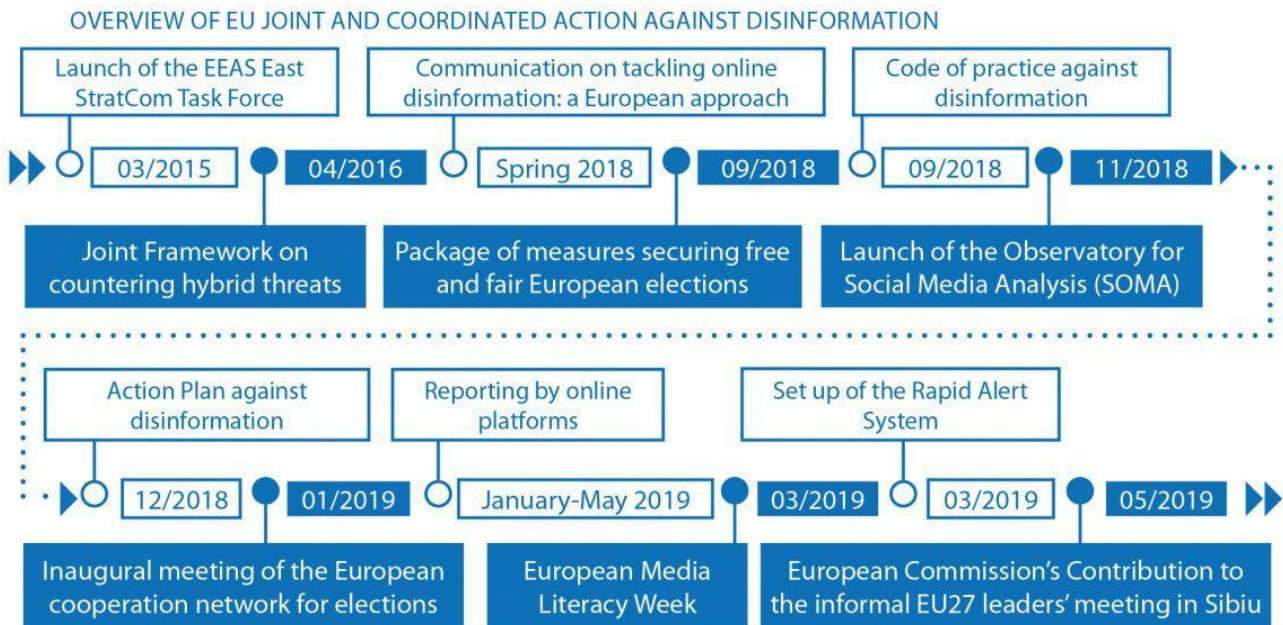 OVERVIEW OF EU JOINT AND COORDINATED ACTION AGAINST DISINFORMATION
Launch of the EEAS East
StratCom Task Force
Communication on tackling online
disinformation: a European approach
Code of practice against
disinformation
03/2015
04/2016
Spring 2018
09/2018
09/2018
11/2018
Joint Framework on
countering hybrid threats
Package of measures securing free
and fair European elections
Launch of the Observatory for
Social Media Analysis (SOMA)
Action Plan against
disinformation
Reporting by online
platforms
Set up of the Rapid Alert
System
12/2018
01/2019
January-May 2019
03/2019
03/2019
05/2019
Inaugural meeting of the European
cooperation network for elections
European Media
Literacy Week
European Commission's Contribution to
the informal EU27 leaders' meeting in Sibiu